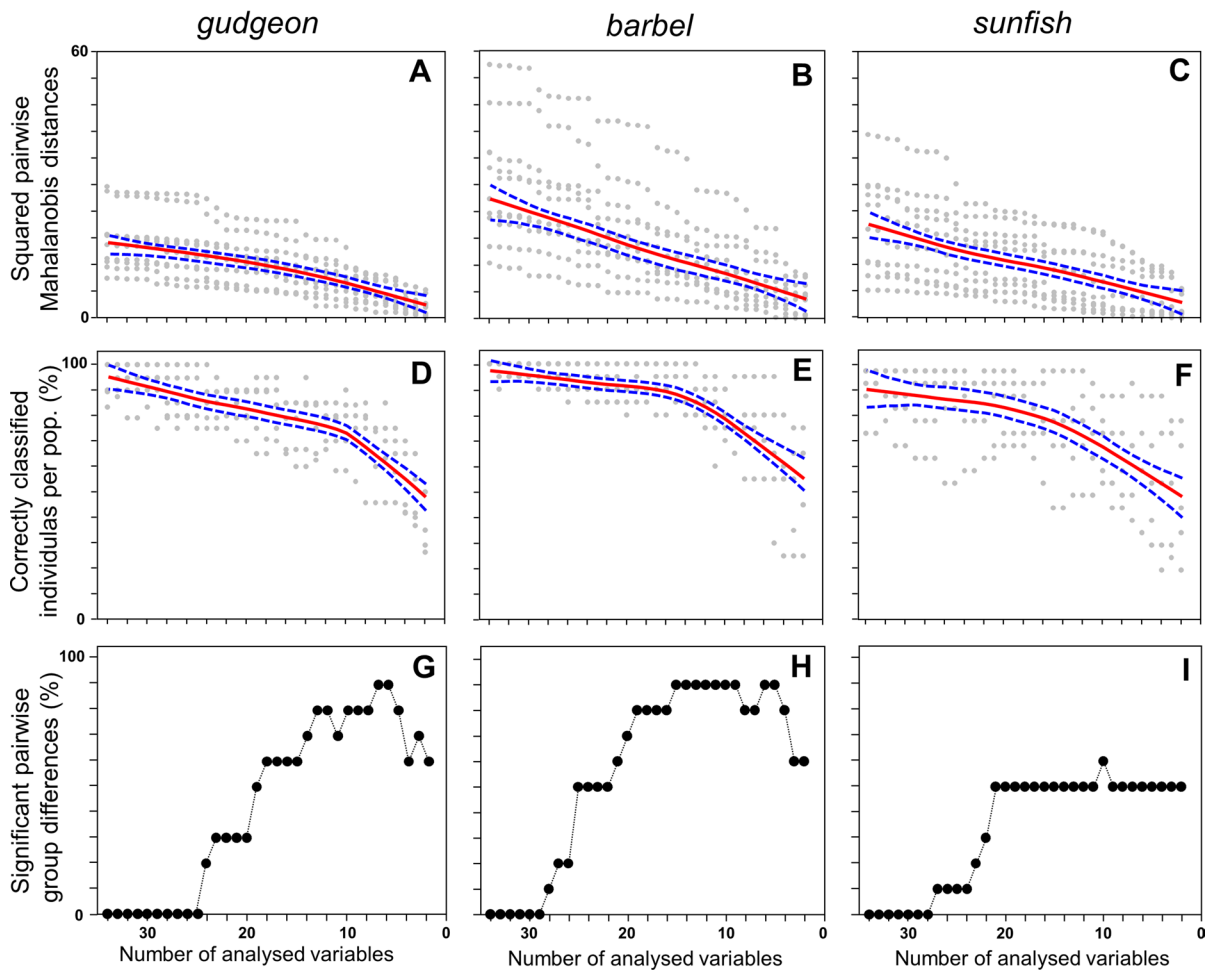 gudgeon barbel sunfish
Squared pairwise
Mahalanobis distances
60
0
A
B
C
Correctly classified
individulas per pop. (%)
100
0
D
E
F
Significant pairwise
group differences (%)
100
0
G
H
I
30 20 10 0 30 20 10 0 30 20 10 0
Number of analysed variables Number of analysed variables Number of analysed variables